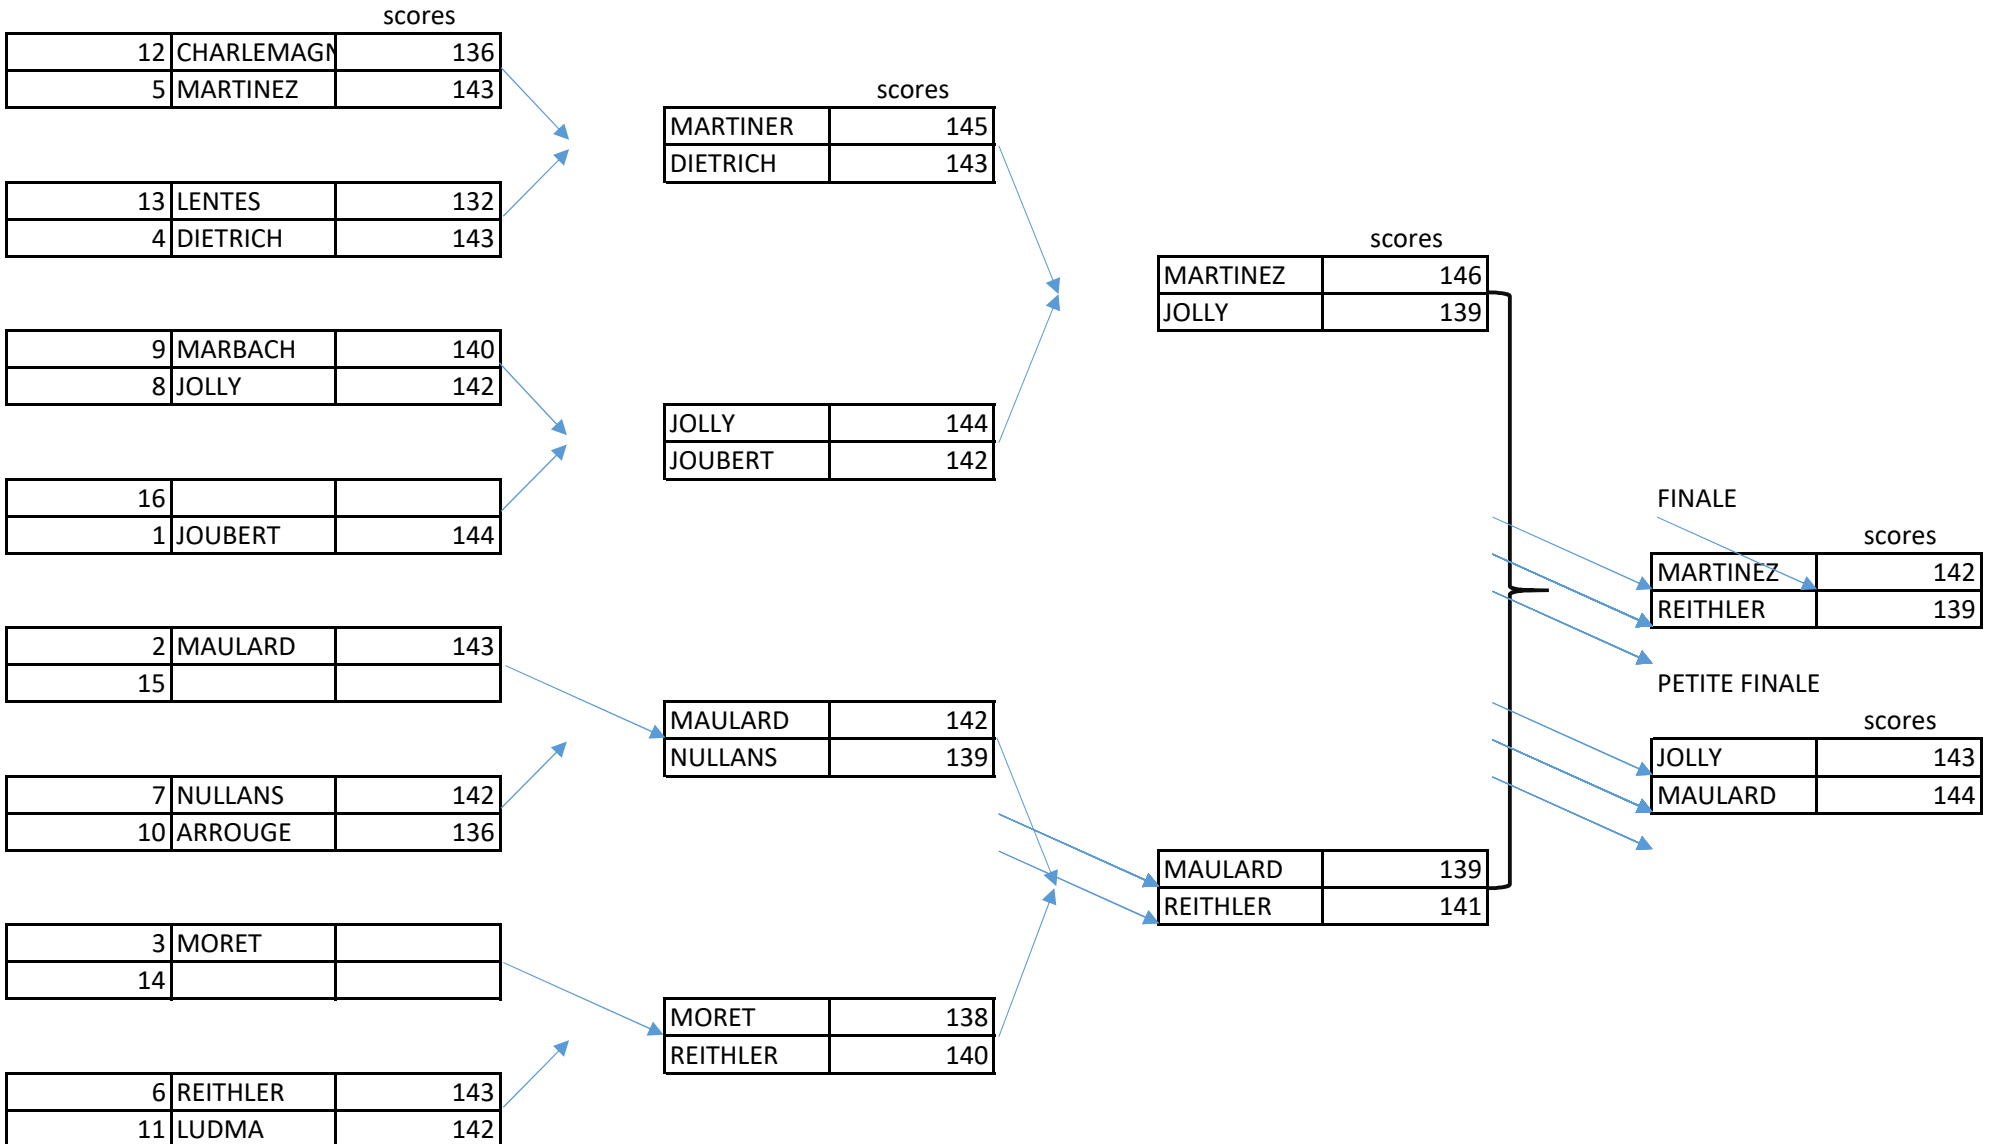 scores
12 CHARLEMAGN 136
5 MARTINEZ 143
13 LENTES 132
4 DIETRICH 143
9 MARBACH 140
8 JOLLY 142
16
1 JOUBERT 144
2 MAULARD 143
15
7 NULLANS 142
10 ARROUGE 136
3 MORET
14
6 REITHLER 143
11 LUDMA 142
scores
MARTINER 145
DIETRICH 143
JOLLY 144
JOUBERT 142
MAULARD 142
NULLANS 139
MORET 138
REITHLER 140
scores
MARTINEZ 146
JOLLY 139
MAULARD 139
REITHLER 141
FINALE
scores
MARTINEZ 142
REITHLER 139
PETITE FINALE
scores
JOLLY 143
MAULARD 144